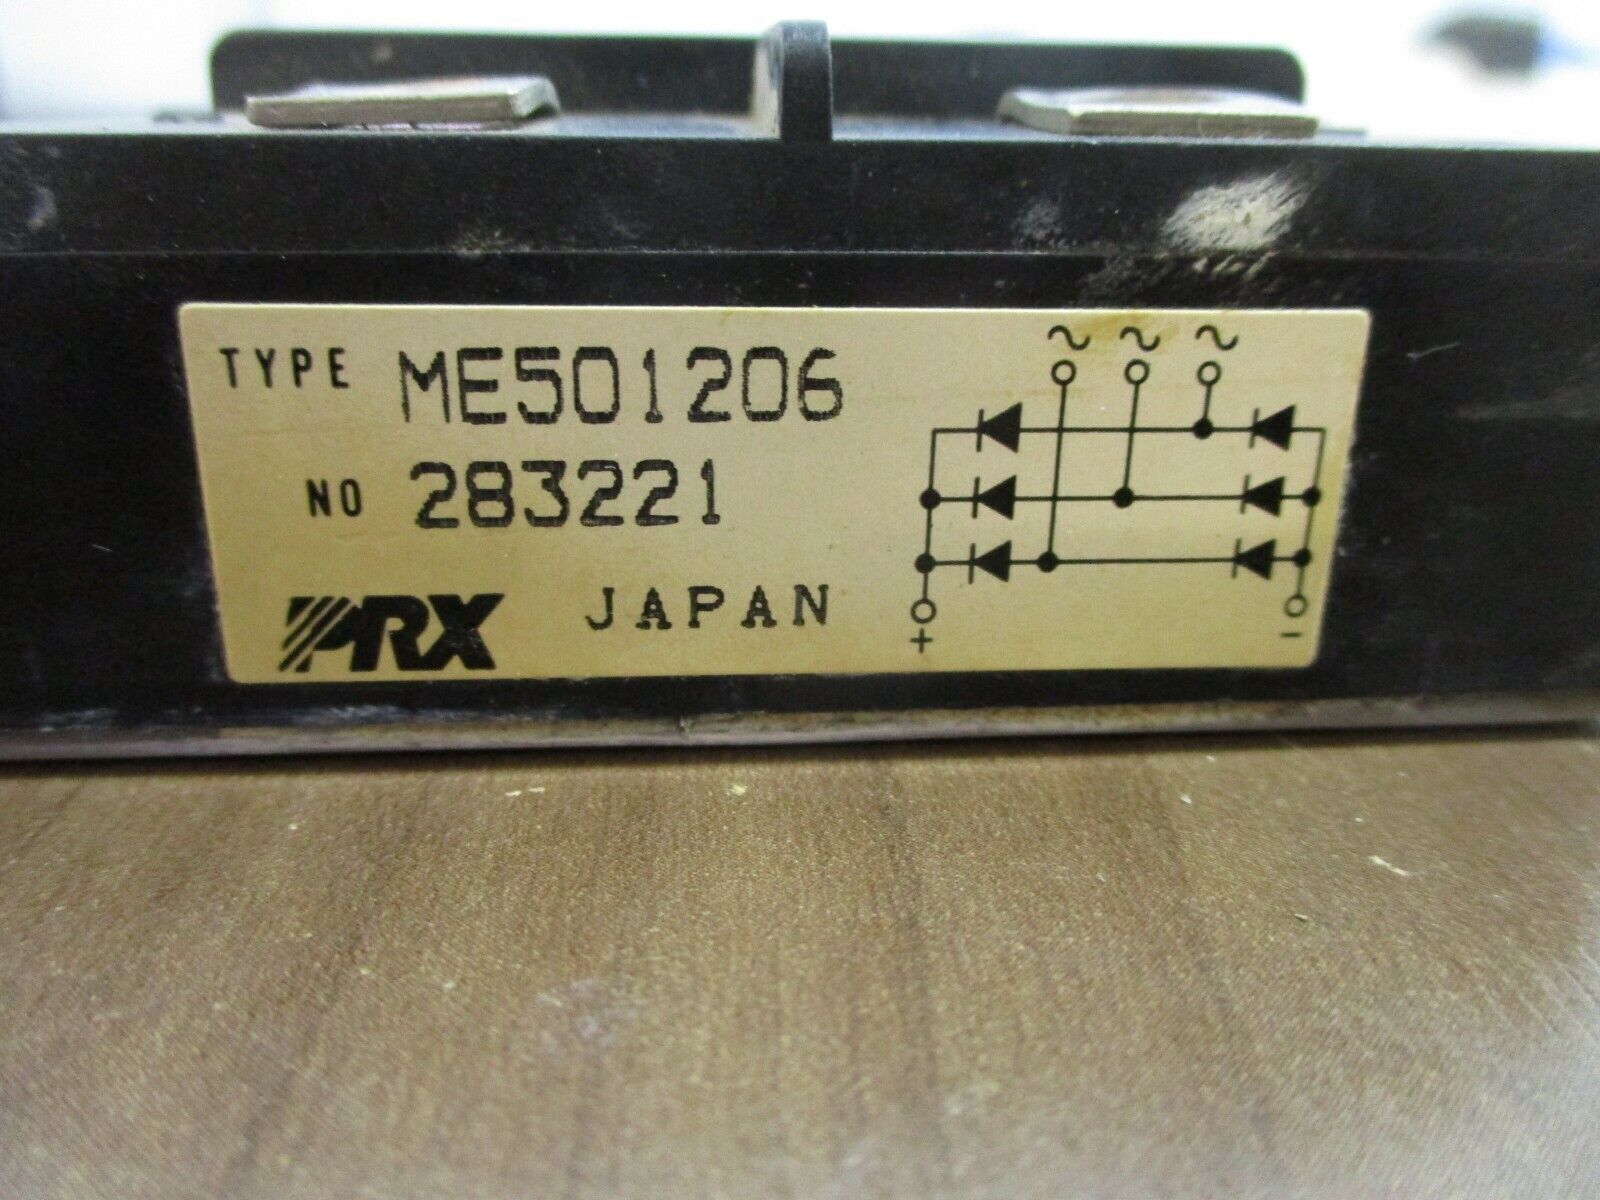 TYPE ME501206
NO 283221
PRX JAPAN
~ ~ ~
+ -